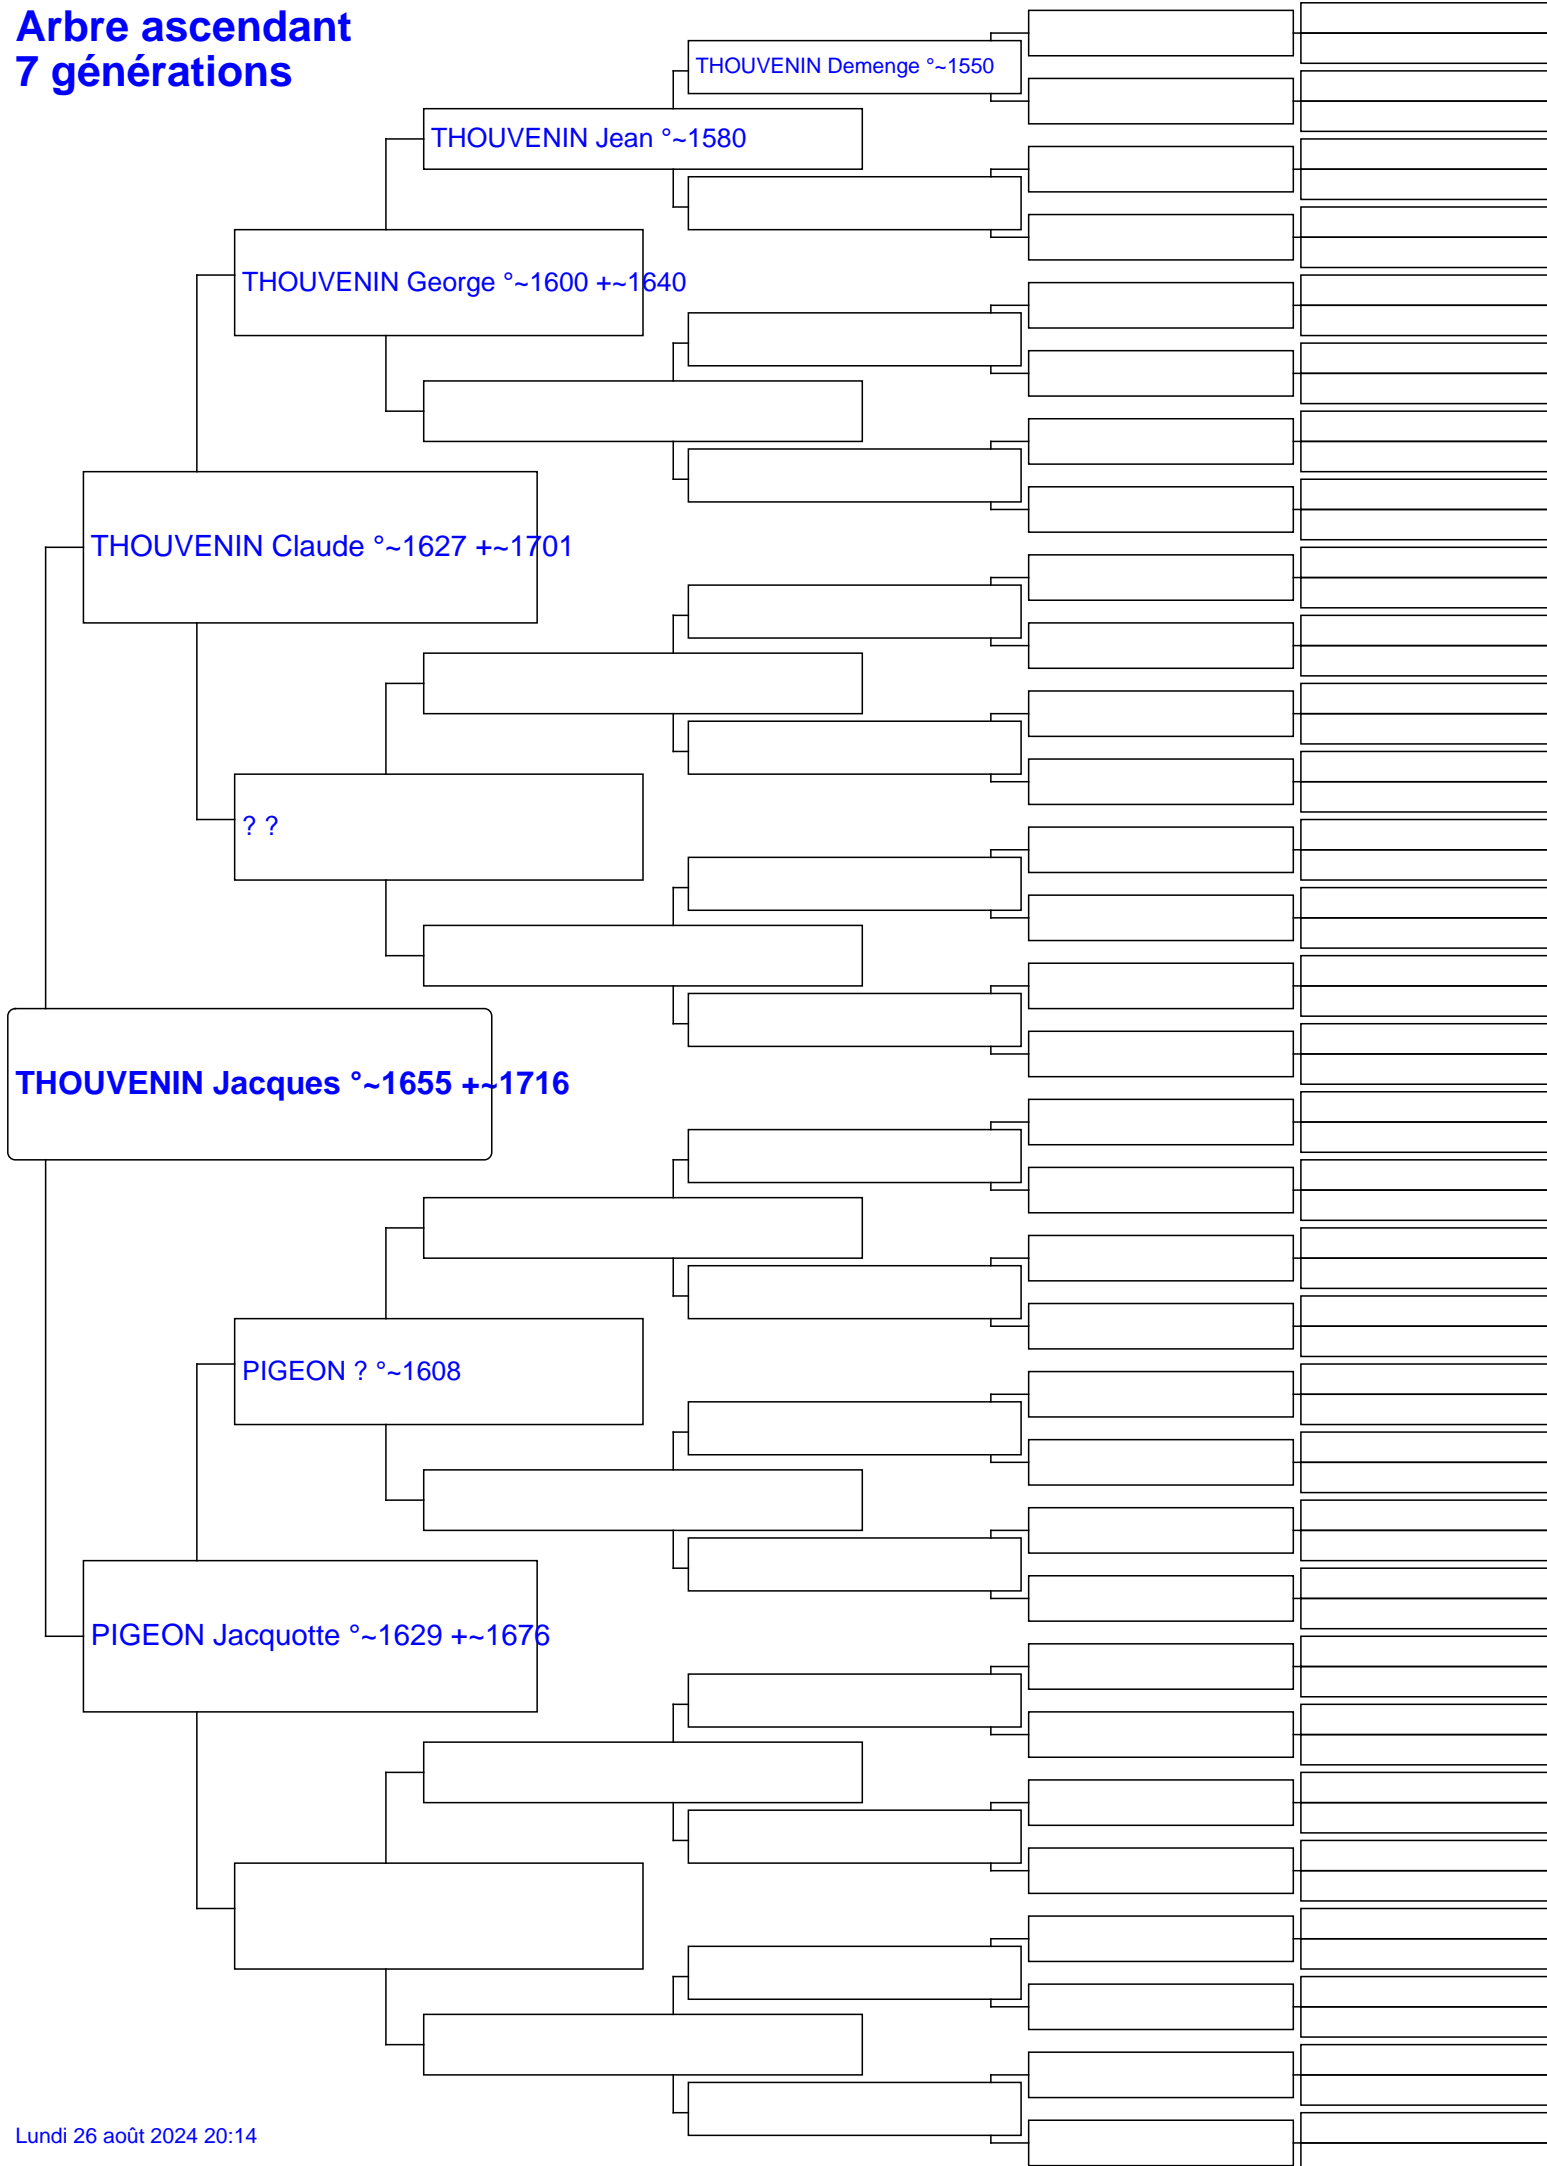 Arbre ascendant
7 générations
THOUVENIN Demenge °~1550
THOUVENIN Jean °~1580
THOUVENIN George °~1600 +~1640
THOUVENIN Claude °~1627 +~1701
? ?
THOUVENIN Jacques °~1655 +~1716
PIGEON ? °~1608
PIGEON Jacquotte °~1629 +~1676
Lundi 26 août 2024 20:14